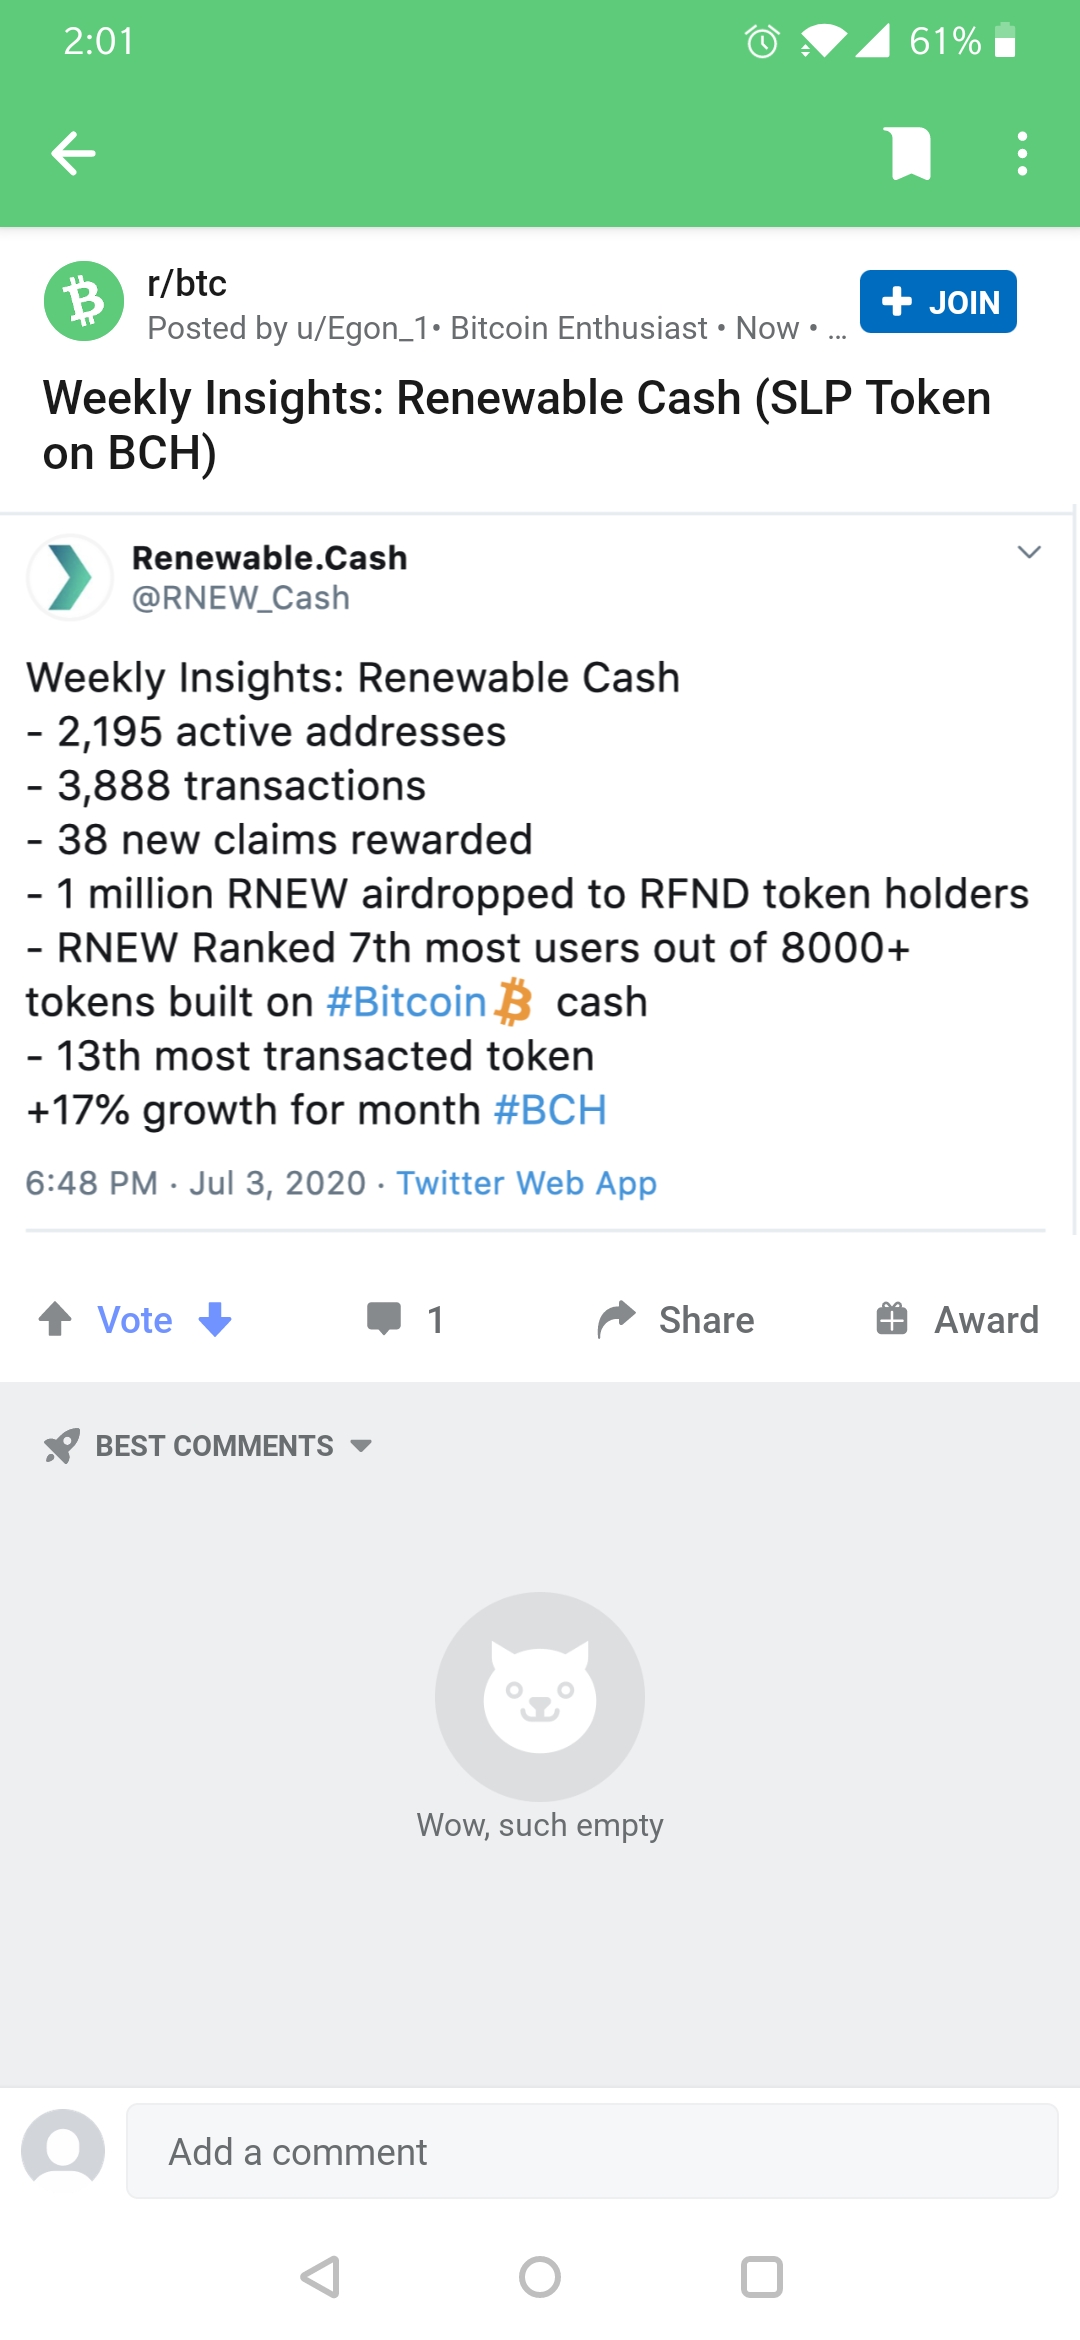 2:01
61%
r/btc
Posted by u/Egon_1• Bitcoin Enthusiast • Now • ...
JOIN
Weekly Insights: Renewable Cash (SLP Token
on BCH)
Renewable.Cash
@RNEW_Cash
Weekly Insights: Renewable Cash
- 2,195 active addresses
- 3,888 transactions
- 38 new claims rewarded
- 1 million RNEW airdropped to RFND token holders
- RNEW Ranked 7th most users out of 8000+
tokens built on #Bitcoin₿ cash
- 13th most transacted token
+17% growth for month #BCH
6:48 PM · Jul 3, 2020 · Twitter Web App
Vote
1
Share
Award
BEST COMMENTS
Wow, such empty
Add a comment